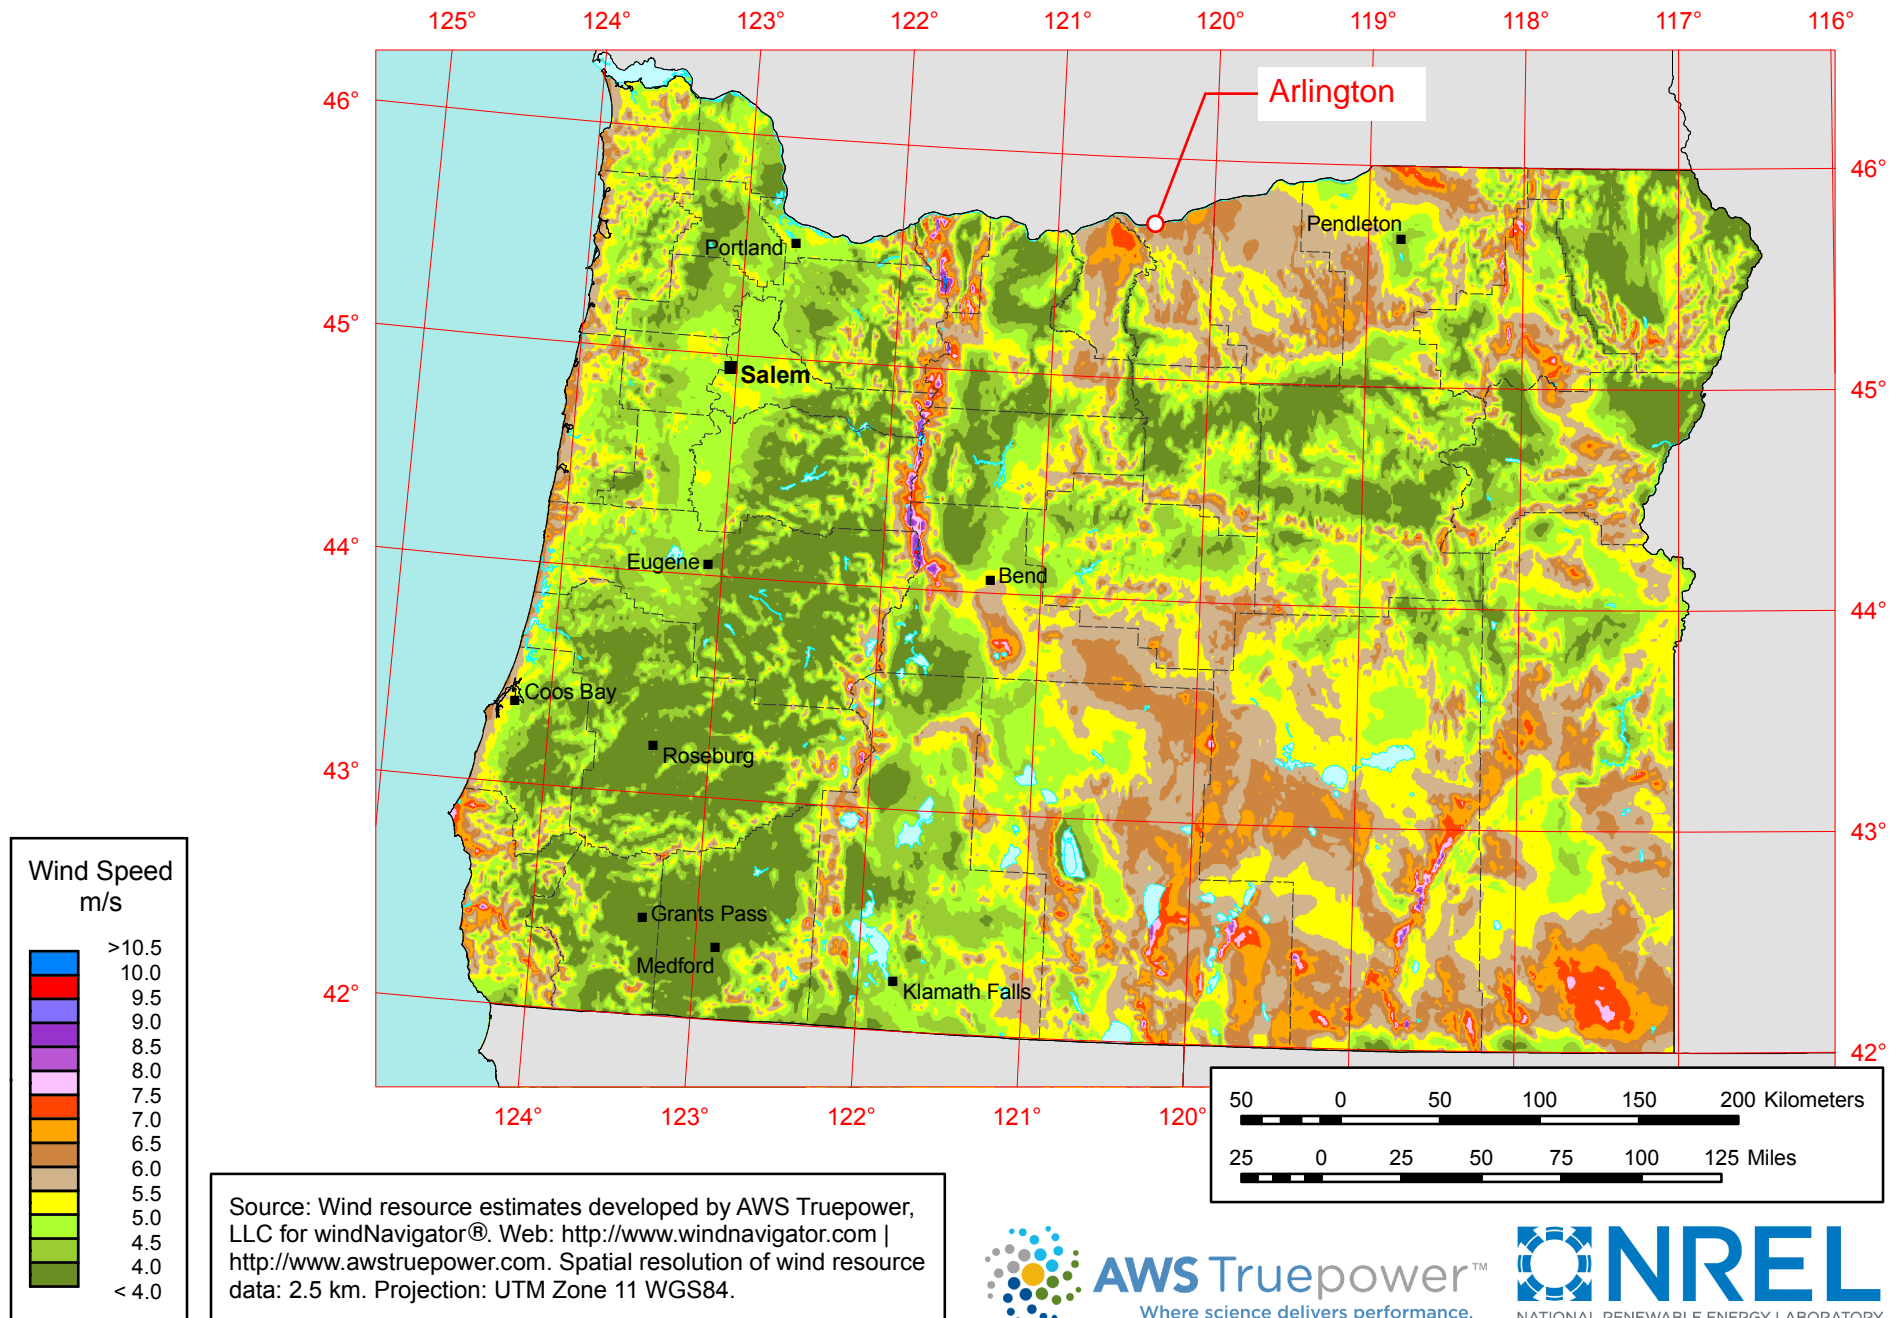 125° 124° 123° 122° 121° 120° 119° 118° 117° 116°
Arlington
46°
46°
Pendleton
Portland
45°
45°
Salem
44°
Eugene
Bend
44°
Coos Bay
Roseburg
43°
43°
Grants Pass
Medford
42°
Klamath Falls
42°
124° 123° 122° 121° 120°
Wind Speed
m/s
>10.5
10.0
9.5
9.0
8.5
8.0
7.5
7.0
6.5
6.0
5.5
5.0
4.5
4.0
< 4.0
50 0 50 100 150 200 Kilometers
25 0 25 50 75 100 125 Miles
Source: Wind resource estimates developed by AWS Truepower,
LLC for windNavigator®. Web: http://www.windnavigator.com |
http://www.awstruepower.com. Spatial resolution of wind resource
data: 2.5 km. Projection: UTM Zone 11 WGS84.
AWS Truepower™
Where science delivers performance.
NREL
NATIONAL RENEWABLE ENERGY LABORATORY